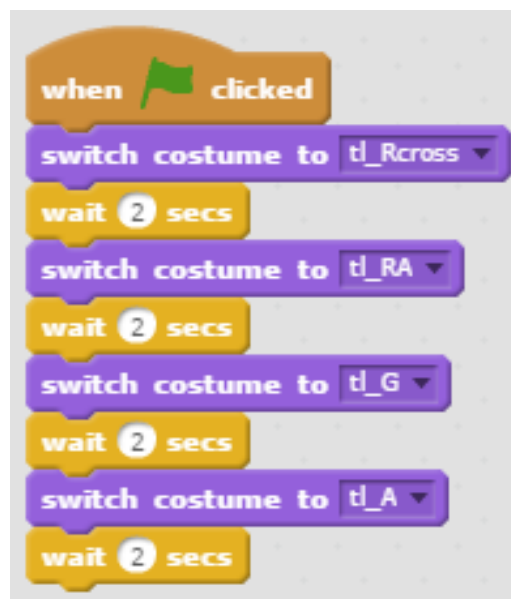 when clicked
switch costume to tl_Rcross
wait 2 secs
switch costume to tl_RA
wait 2 secs
switch costume to tl_G
wait 2 secs
switch costume to tl_A
wait 2 secs